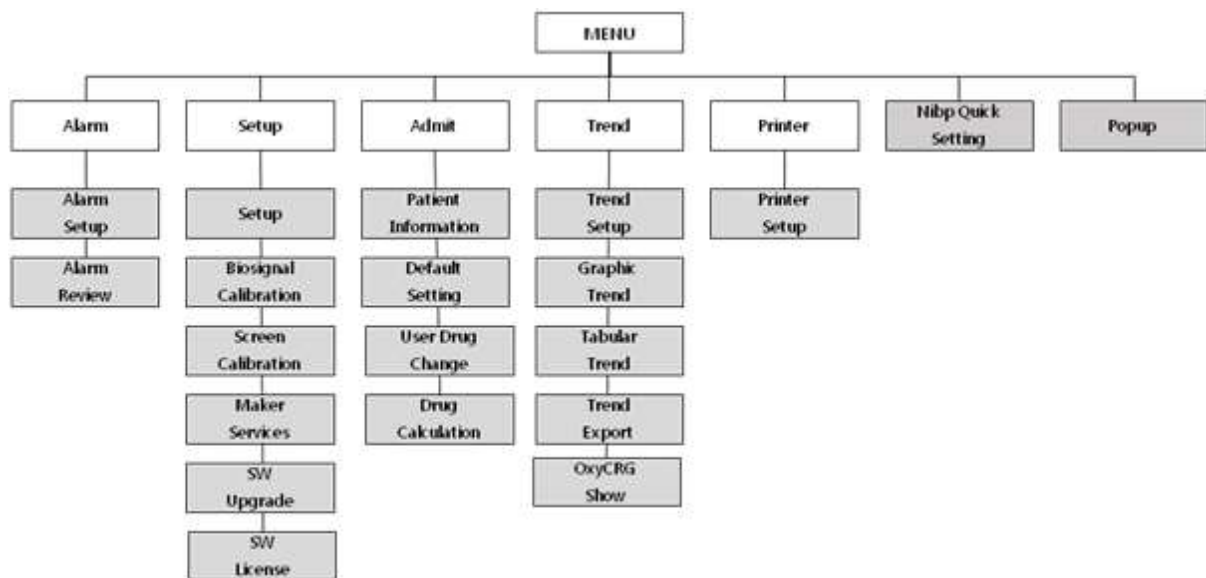 MENU
Alarm
Setup
Admit
Trend
Printer
Nibp Quick
Setting
Popup
Alarm
Setup
Alarm
Review
Setup
Biosignal
Calibration
Screen
Calibration
Maker
Services
SW
Upgrade
SW
License
Patient
Information
Default
Setting
User Drug
Change
Drug
Calculation
Trend
Setup
Graphic
Trend
Tabular
Trend
Trend
Export
OxyCRG
Show
Printer
Setup